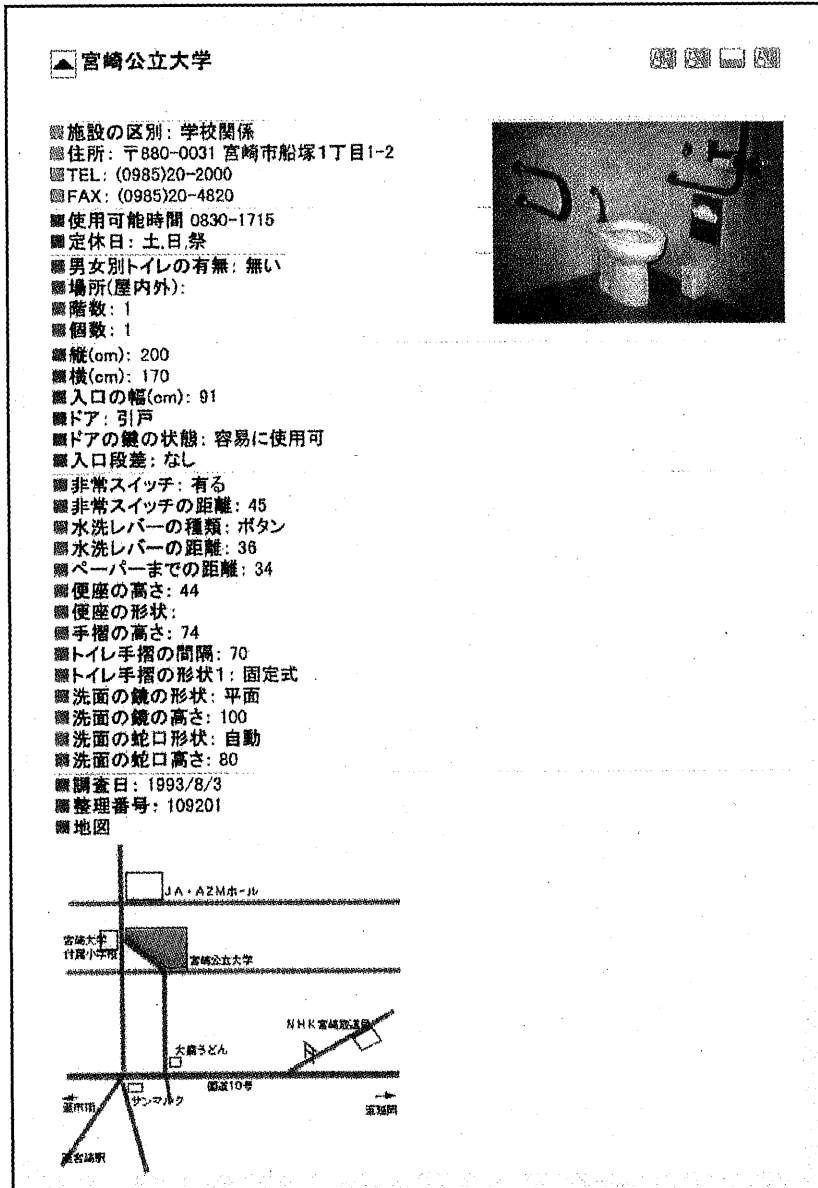 宮崎公立大学
施設の区別: 学校関係
住所: 〒880-0031 宮崎市船塚1丁目1-2
TEL: (0985)20-2000
FAX: (0985)20-4820
使用可能時間 0830-1715
定休日: 土,日,祭
男女別トイレの有無: 無い
場所(屋内外):
階数: 1
個数: 1
縦(cm): 200
横(cm): 170
入口の幅(cm): 91
ドア: 引戸
ドアの鍵の状態: 容易に使用可
入口段差: なし
非常スイッチ: 有る
非常スイッチの距離: 45
水洗レバーの種類: ボタン
水洗レバーの距離: 36
ペーパーまでの距離: 34
便座の高さ: 44
便座の形状:
手摺の高さ: 74
トイレ手摺の間隔: 70
トイレ手摺の形状1: 固定式
洗面の鏡の形状: 平面
洗面の鏡の高さ: 100
洗面の蛇口形状: 自動
洗面の蛇口高さ: 80
調査日: 1993/8/3
整理番号: 109201
地図
JA・AZMホール
宮崎大学
付属小学校
宮崎公立大学
NHK宮崎放送局
大盛うどん
国道10号
サンマルク
至市街
至延岡
至宮崎駅